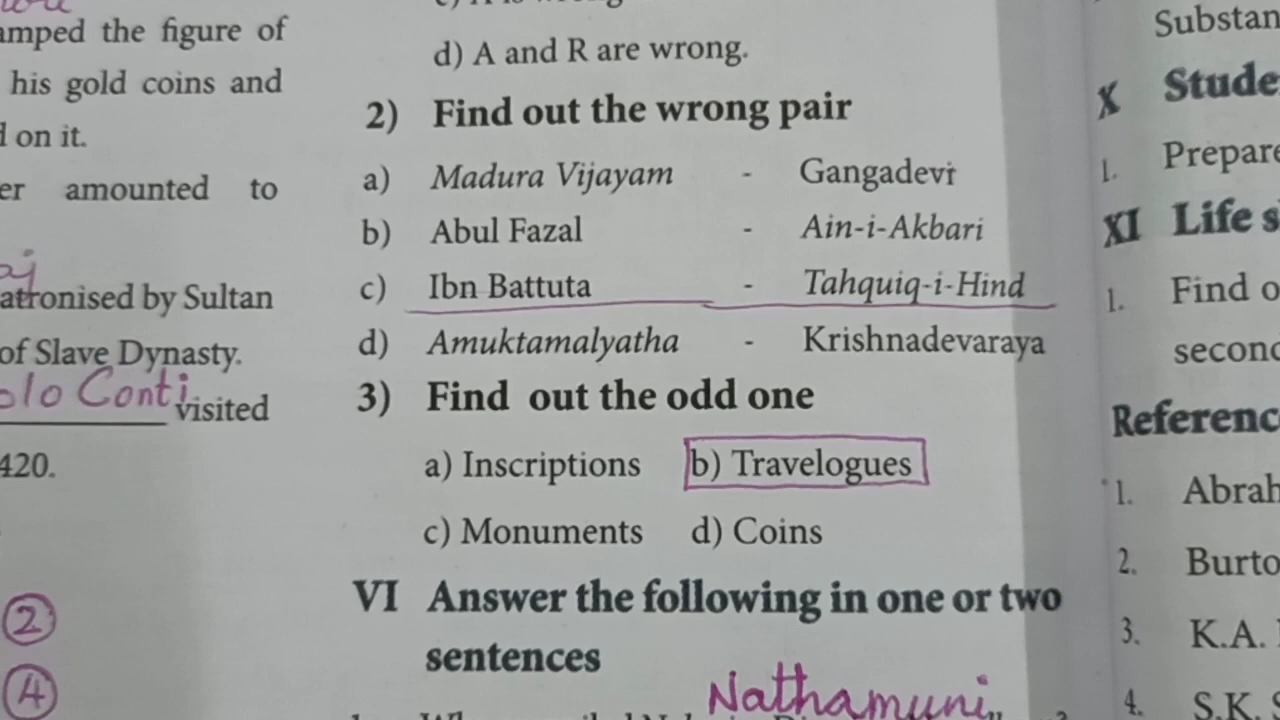 amped the figure of
his gold coins and
d on it.
er amounted to
atronised by Sultan
of Slave Dynasty.
olo Conti visited
420.
2
4
d) A and R are wrong.
2) Find out the wrong pair
a) Madura Vijayam - Gangadevi
b) Abul Fazal - Ain-i-Akbari
c) Ibn Battuta - Tahquiq-i-Hind
d) Amuktamalyatha - Krishnadevaraya
3) Find out the odd one
a) Inscriptions b) Travelogues
c) Monuments d) Coins
VI Answer the following in one or two
sentences
Nathamuni
Substan
X Stude
1. Prepare
XI Life s
1. Find o
second
Referenc
1. Abrah
2. Burto
3. K.A.
4. S.K. S